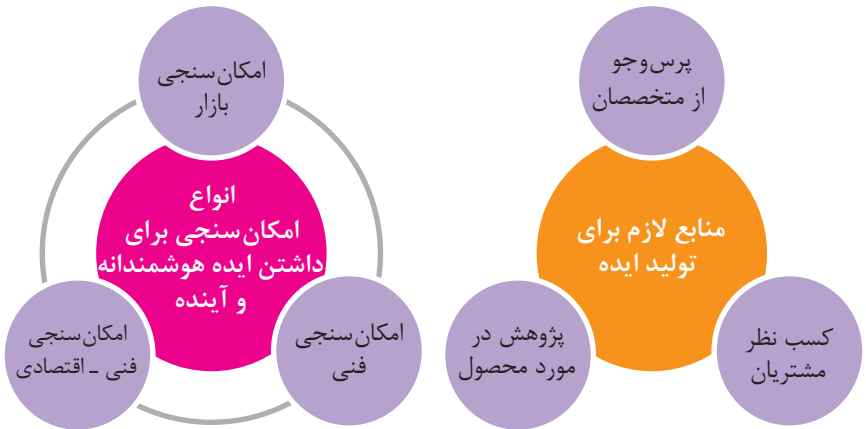 پرس‌وجو
از متخصصان
منابع لازم برای
تولید ایده
کسب نظر
مشتریان
پژوهش در
مورد محصول
امکان‌سنجی
بازار
انواع
امکان‌سنجی برای
داشتن ایده هوشمندانه
و آینده
امکان‌سنجی
فنی
امکان‌سنجی
فنی ـ اقتصادی